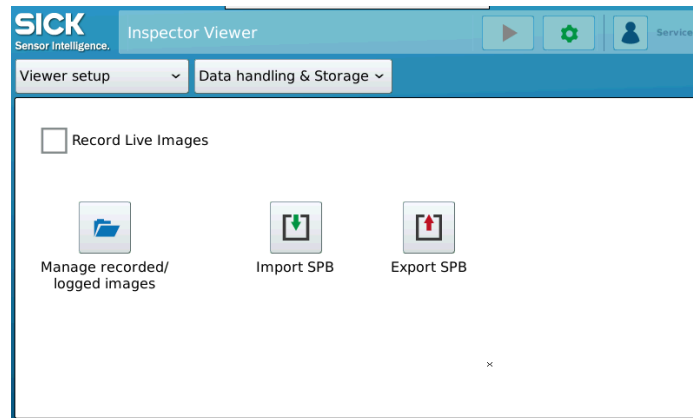 SICK
Sensor Intelligence.
Inspector Viewer
Service
Viewer setup
Data handling & Storage
Record Live Images
Manage recorded/
logged images
Import SPB
Export SPB